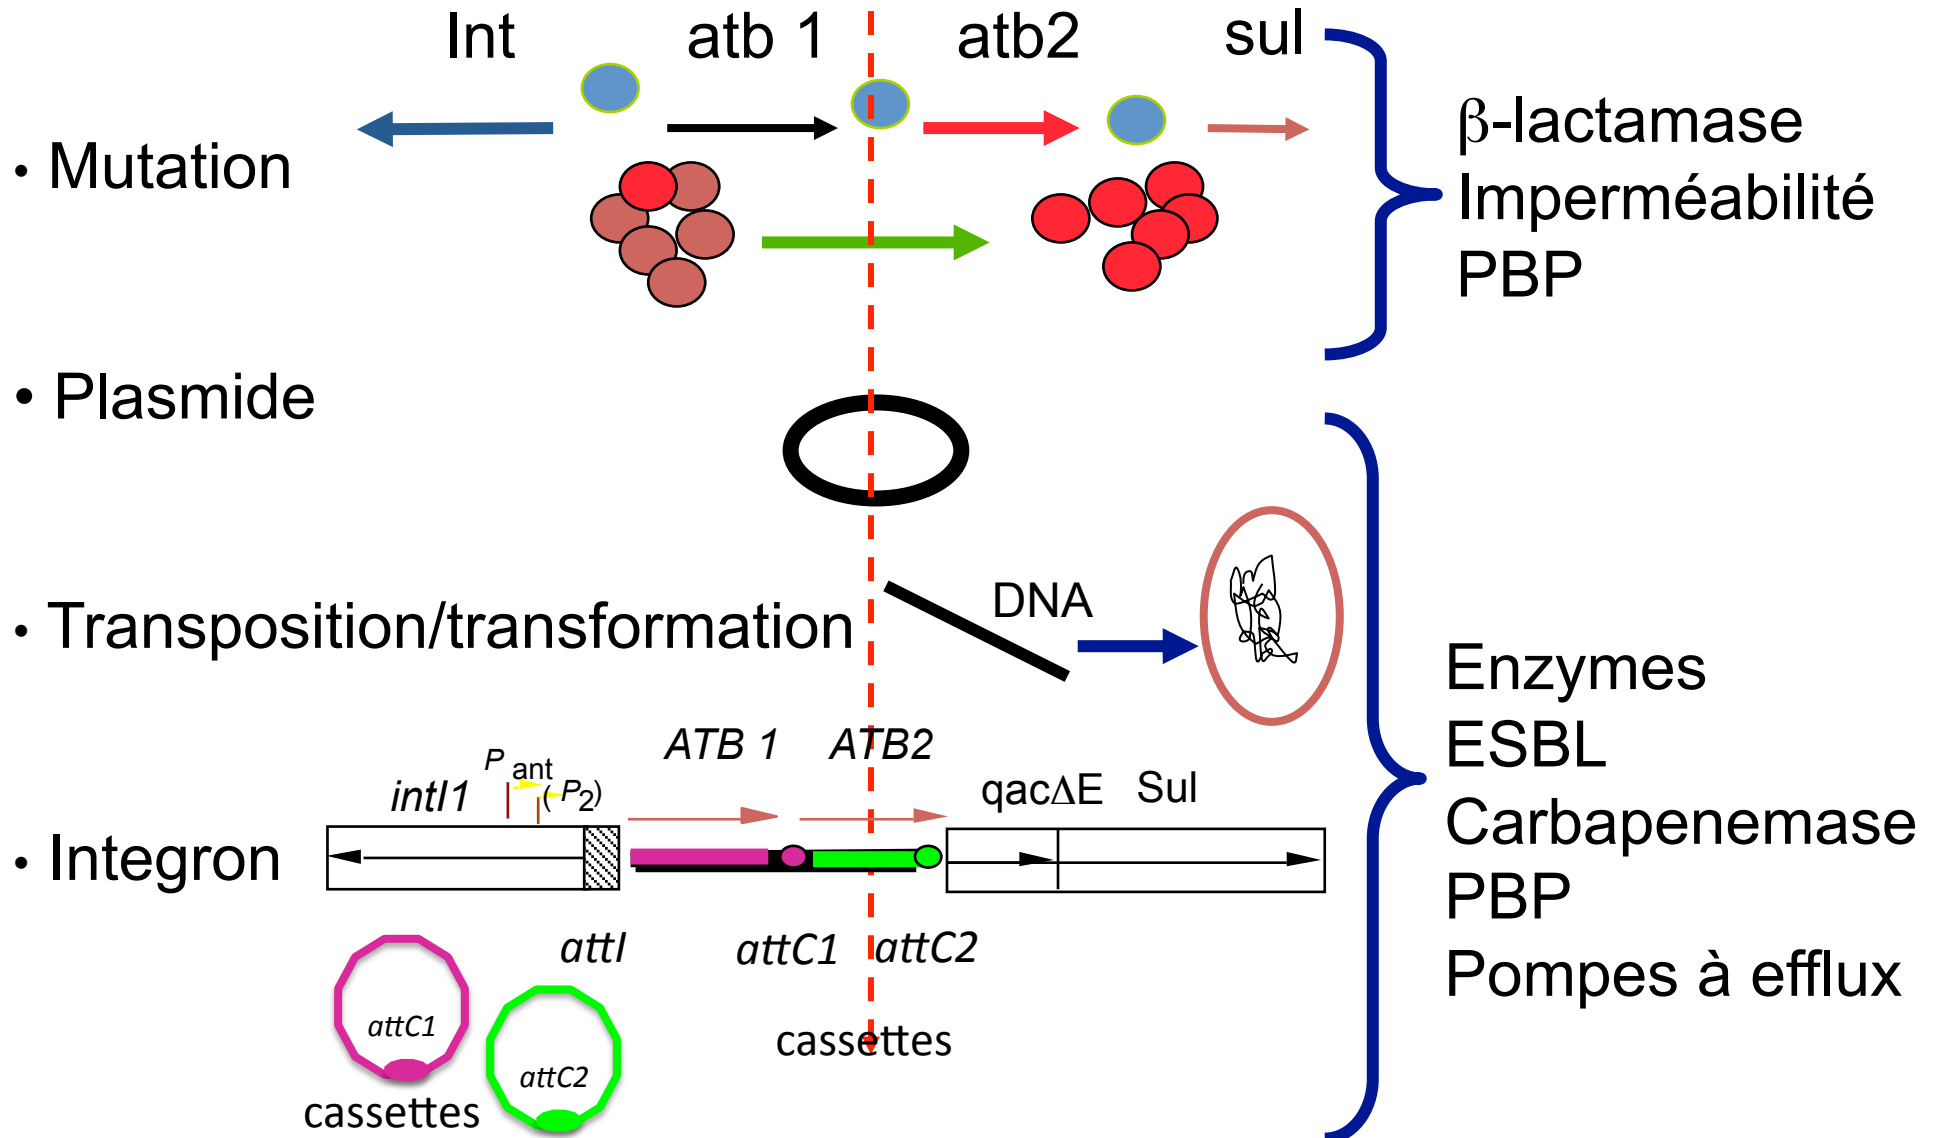 Int atb 1 atb2 sul
• Mutation
β-lactamase
Imperméabilité
PBP
• Plasmide
• Transposition/transformation
DNA
Enzymes
ESBL
Carbapenemase
PBP
Pompes à efflux
ATB 1 ATB2
P ant
intI1 ( P2)
qacΔE Sul
• Integron
attI attC1 attC2
attC1
attC2
cassettes
cassettes